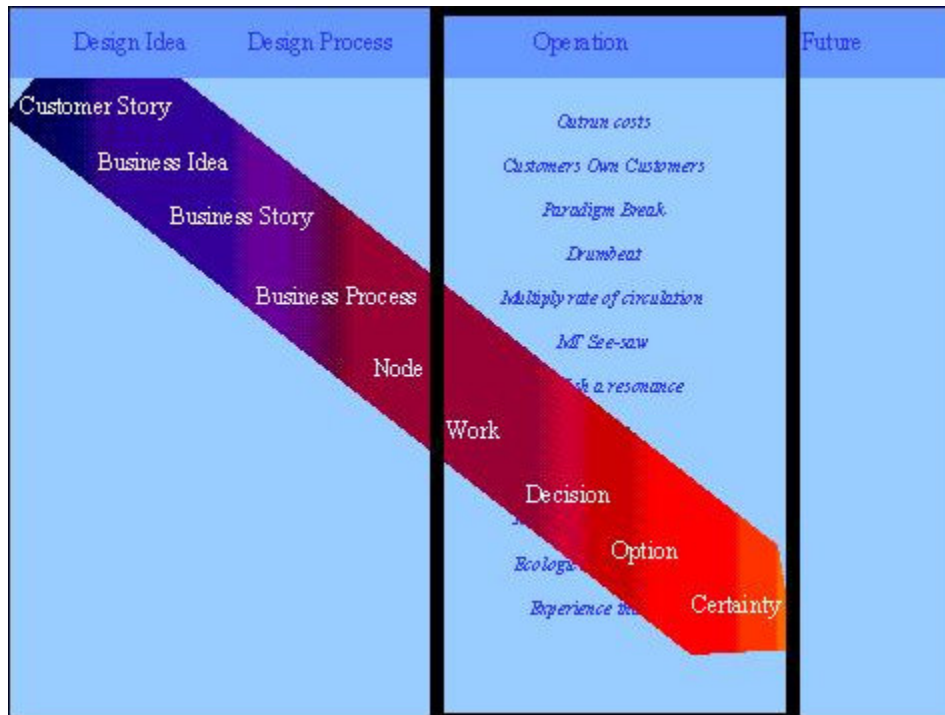 Design Idea Design Process Operation Future
Customer Story
Outrun costs
Business Idea
Customers Own Customers
Business Story
Paradigm Break
Drumbeat
Business Process
Multiply rate of circulation
MT See-saw
Node
a resonance
Work
Decision
Option
Experience
Certainty